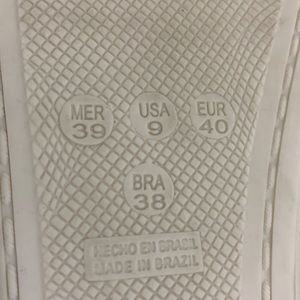 MER
39
USA
9
EUR
40
BRA
38
HECHO EN BRASIL
MADE IN BRAZIL